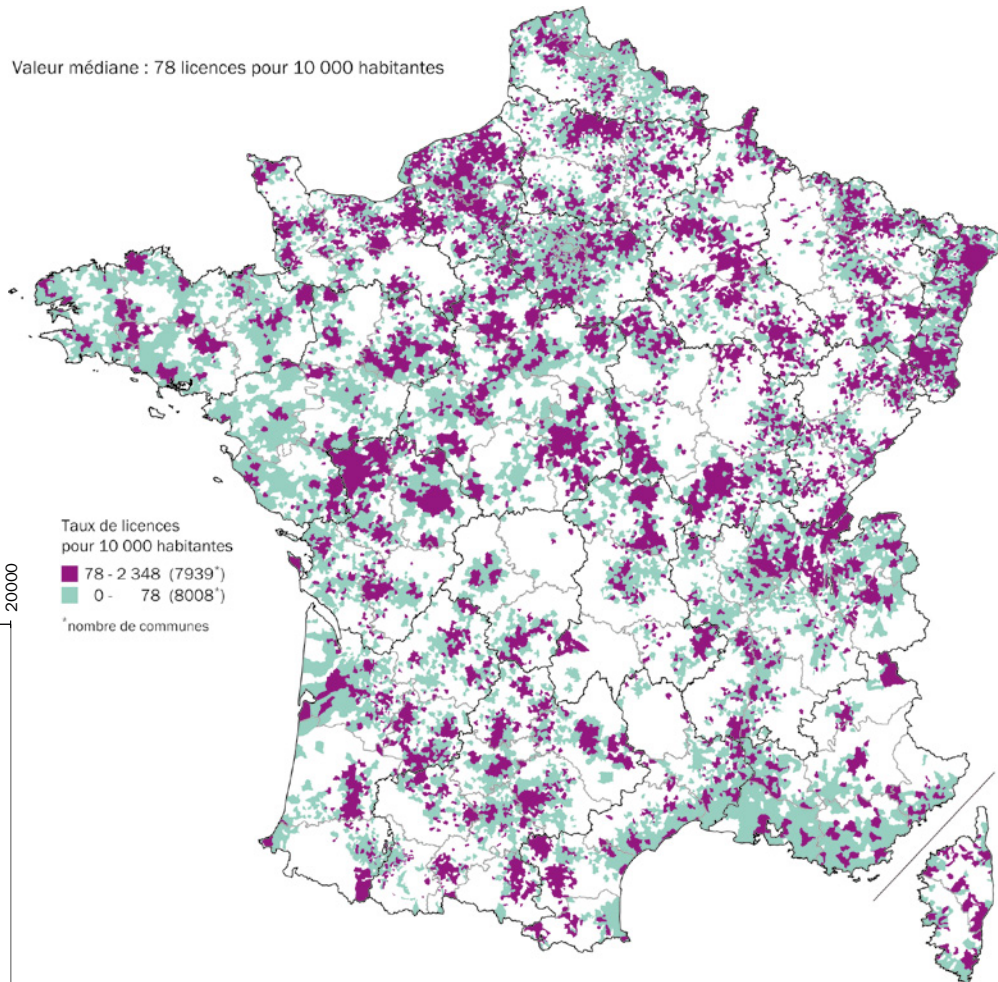 Valeur médiane : 78 licences pour 10 000 habitantes
Taux de licences
pour 10 000 habitantes
78 - 2 348 (7939*)
0 - 78 (8008*)
*nombre de communes
20000